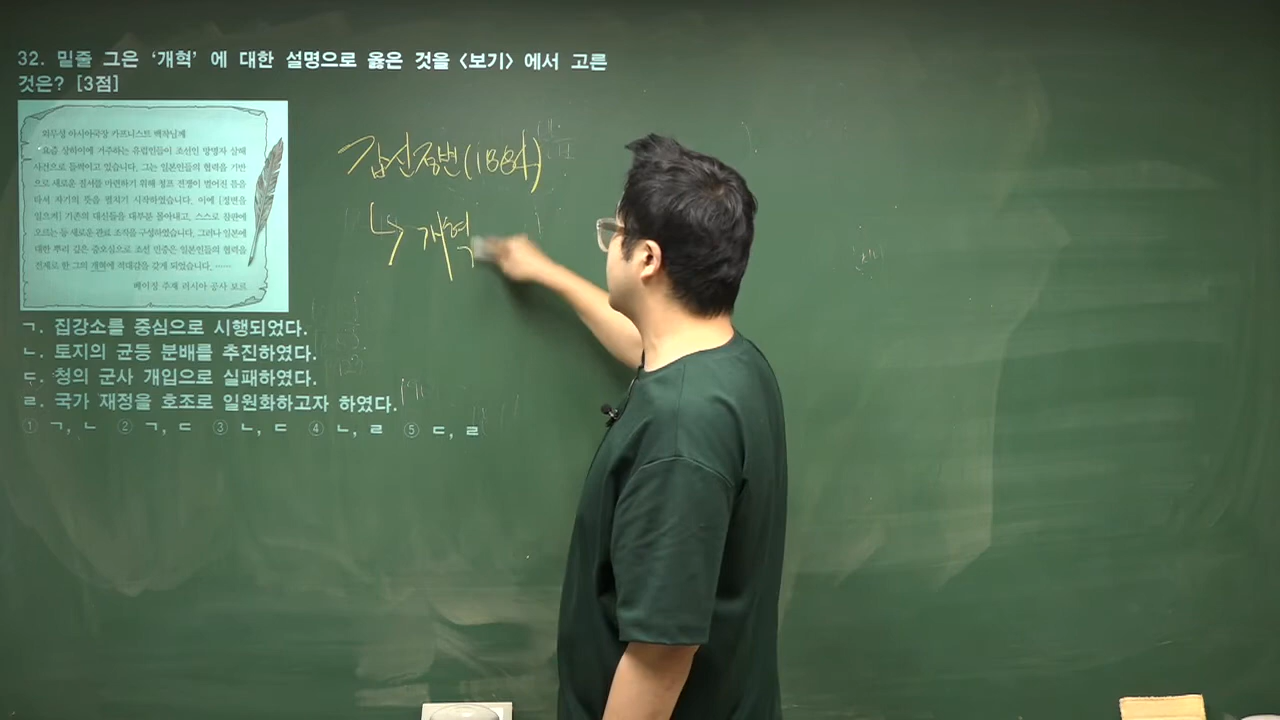 32. 밑줄 그은 ‘개혁’ 에 대한 설명으로 옳은 것을 <보기> 에서 고른
것은? [3점]
외무성 아시아국장 카프니스트 백작님께
요즘 상하이에 거주하는 유럽인들이 조선인 망명자 살해
사건으로 들썩이고 있습니다. 그는 일본인들의 협력을 기반
으로 새로운 질서를 마련하기 위해 청프 전쟁이 벌어진 틈을
타서 자기의 뜻을 펼치기 시작하였습니다. 이에 [정변을
일으켜] 기존의 대신들을 대부분 몰아내고, 스스로 참판에
오르는 등 새로운 관료 조직을 구성하였습니다. 그러나 일본에
대한 뿌리 깊은 증오심으로 조선 민중은 일본인들의 협력을
전제로 한 그의 개혁에 적대감을 갖게 되었습니다. ……
베이징 주재 러시아 공사 보르
ㄱ. 집강소를 중심으로 시행되었다.
ㄴ. 토지의 균등 분배를 추진하였다.
ㄷ. 청의 군사 개입으로 실패하였다.
ㄹ. 국가 재정을 호조로 일원화하고자 하였다.
① ㄱ, ㄴ ② ㄱ, ㄷ ③ ㄴ, ㄷ ④ ㄴ, ㄹ ⑤ ㄷ, ㄹ
갑신정변(1884)
↳ 개혁